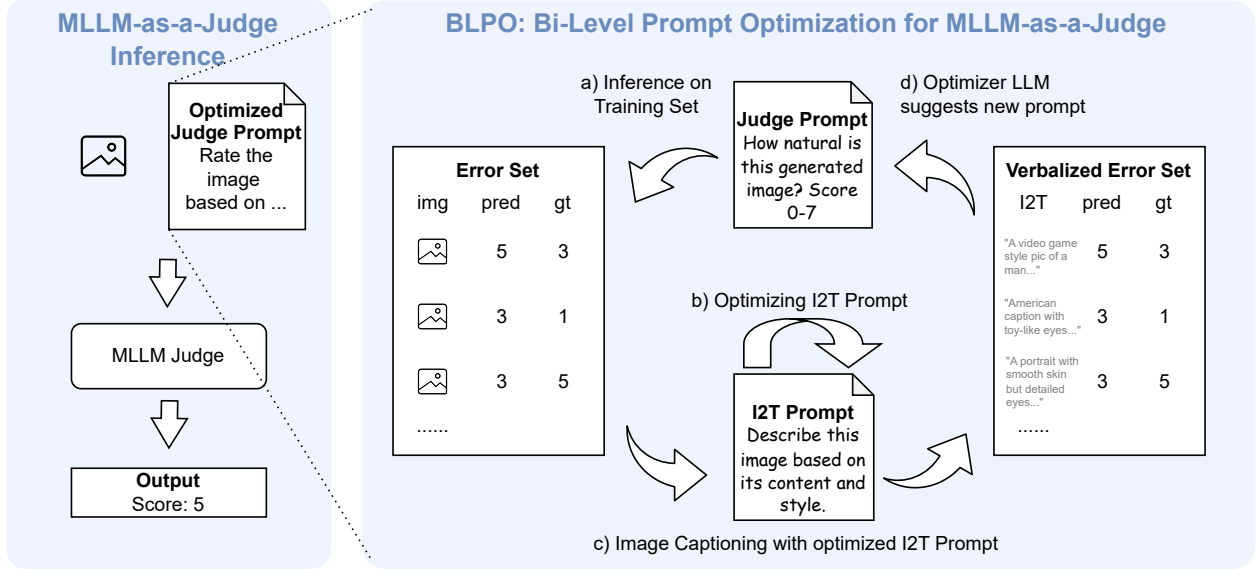 MLLM-as-a-Judge
Inference
Optimized
Judge Prompt
Rate the
image
based on ...
MLLM Judge
Output
Score: 5
BLPO: Bi-Level Prompt Optimization for MLLM-as-a-Judge
a) Inference on
Training Set
Judge Prompt
How natural is
this generated
image? Score
0-7
d) Optimizer LLM
suggests new prompt
Error Set
img pred gt
5 3
3 1
3 5
......
b) Optimizing I2T Prompt
I2T Prompt
Describe this
image based on
its content and
style.
c) Image Captioning with optimized I2T Prompt
Verbalized Error Set
I2T pred gt
"A video game
style pic of a
man..."
5 3
"American
caption with
toy-like eyes..."
3 1
"A portrait with
smooth skin
but detailed
eyes..."
3 5
......